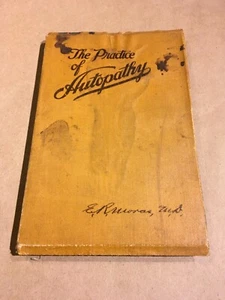 The Practice
of
Autopathy
E.R. Moras, M.D.